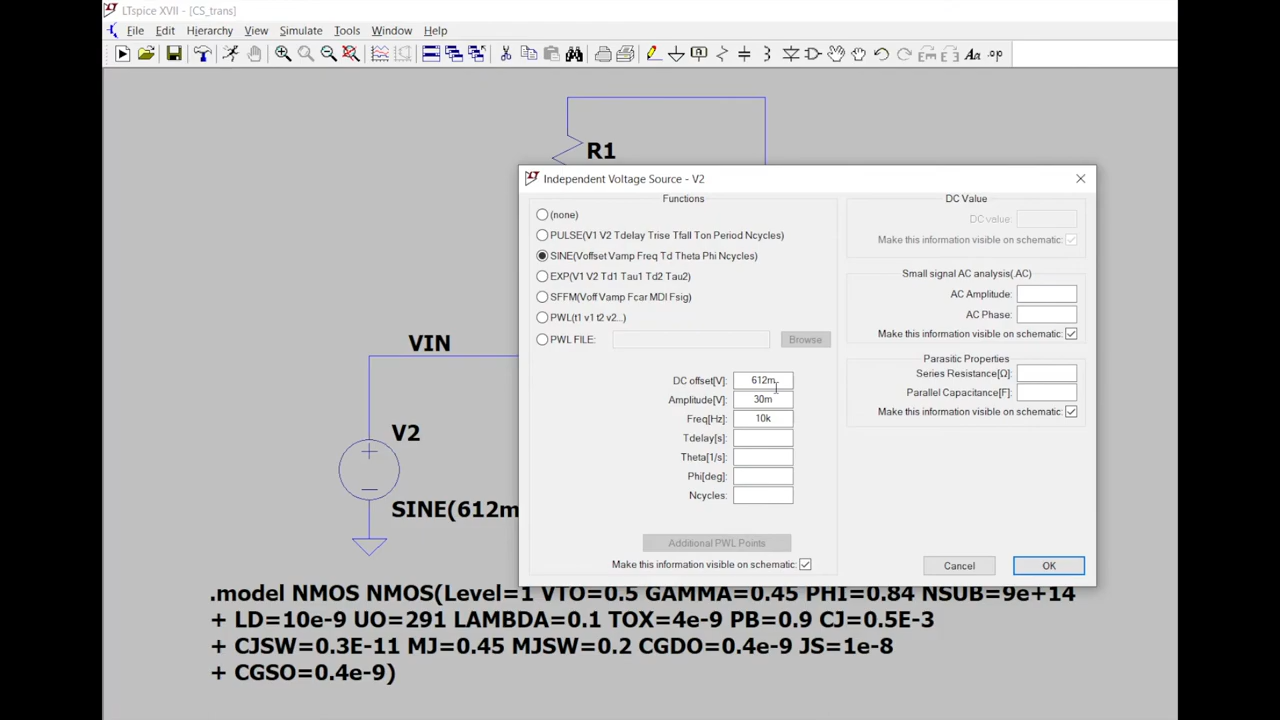 LTspice XVII - [CS_trans]
File Edit Hierarchy View Simulate Tools Window Help
R1
VIN
V2
SINE(612m
Independent Voltage Source - V2
Functions
(none)
PULSE(V1 V2 Tdelay Trise Tfall Ton Period Ncycles)
SINE(Voffset Vamp Freq Td Theta Phi Ncycles)
EXP(V1 V2 Td1 Tau1 Td2 Tau2)
SFFM(Voff Vamp Fcar MDI Fsig)
PWL(t1 v1 t2 v2...)
PWL FILE: Browse
DC offset[V]: 612m
Amplitude[V]: 30m
Freq[Hz]: 10k
Tdelay[s]:
Theta[1/s]:
Phi[deg]:
Ncycles:
Additional PWL Points
Make this information visible on schematic:
DC Value
DC value:
Make this information visible on schematic:
Small signal AC analysis(.AC)
AC Amplitude:
AC Phase:
Make this information visible on schematic:
Parasitic Properties
Series Resistance[Ω]:
Parallel Capacitance[F]:
Make this information visible on schematic:
Cancel OK
.model NMOS NMOS(Level=1 VTO=0.5 GAMMA=0.45 PHI=0.84 NSUB=9e+14
+ LD=10e-9 UO=291 LAMBDA=0.1 TOX=4e-9 PB=0.9 CJ=0.5E-3
+ CJSW=0.3E-11 MJ=0.45 MJSW=0.2 CGDO=0.4e-9 JS=1e-8
+ CGSO=0.4e-9)